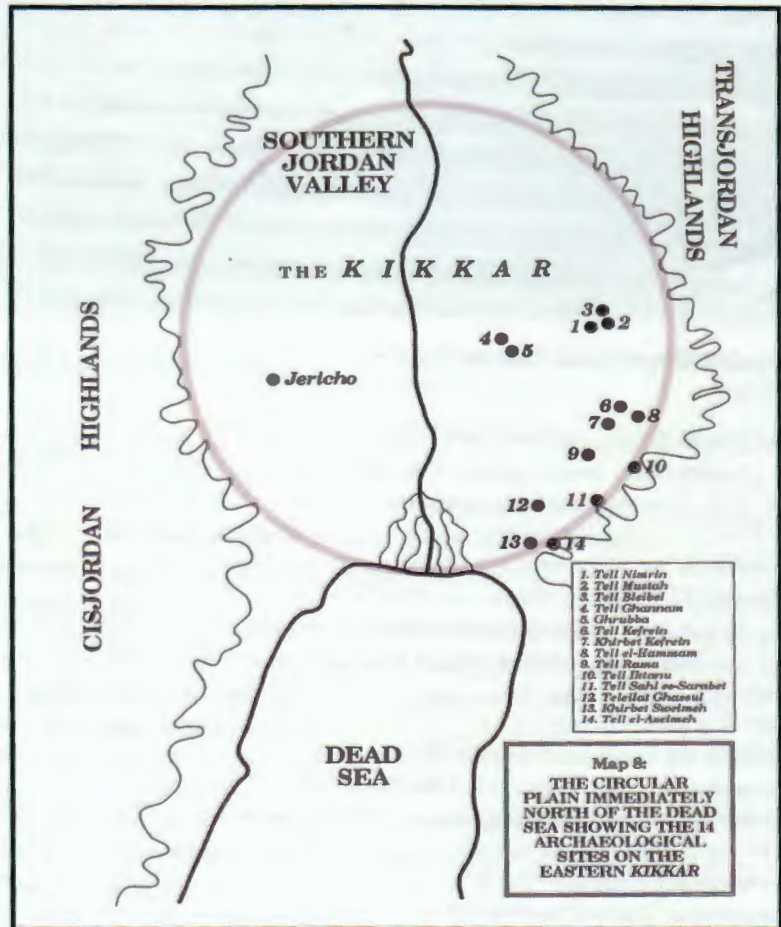 TRANSJORDAN
HIGHLANDS
SOUTHERN
JORDAN
VALLEY
THE KIKKAR
3
1
2
4
5
Jericho
HIGHLANDS
6
8
7
9
10
11
12
13
14
CISJORDAN
1. Tell Nimrin
2. Tell Mustah
3. Tell Bleibel
4. Tell Ghannam
5. Ghrubba
6. Tell Kefrein
7. Khirbet Kefrein
8. Tell el-Hammam
9. Tell Rama
10. Tell Iktanu
11. Tell Sahl es-Sarabet
12. Teleilat Ghassul
13. Khirbet Sweimeh
14. Tell el-Azeimeh
DEAD
SEA
Map 8:
THE CIRCULAR
PLAIN IMMEDIATELY
NORTH OF THE DEAD
SEA SHOWING THE 14
ARCHAEOLOGICAL
SITES ON THE
EASTERN KIKKAR